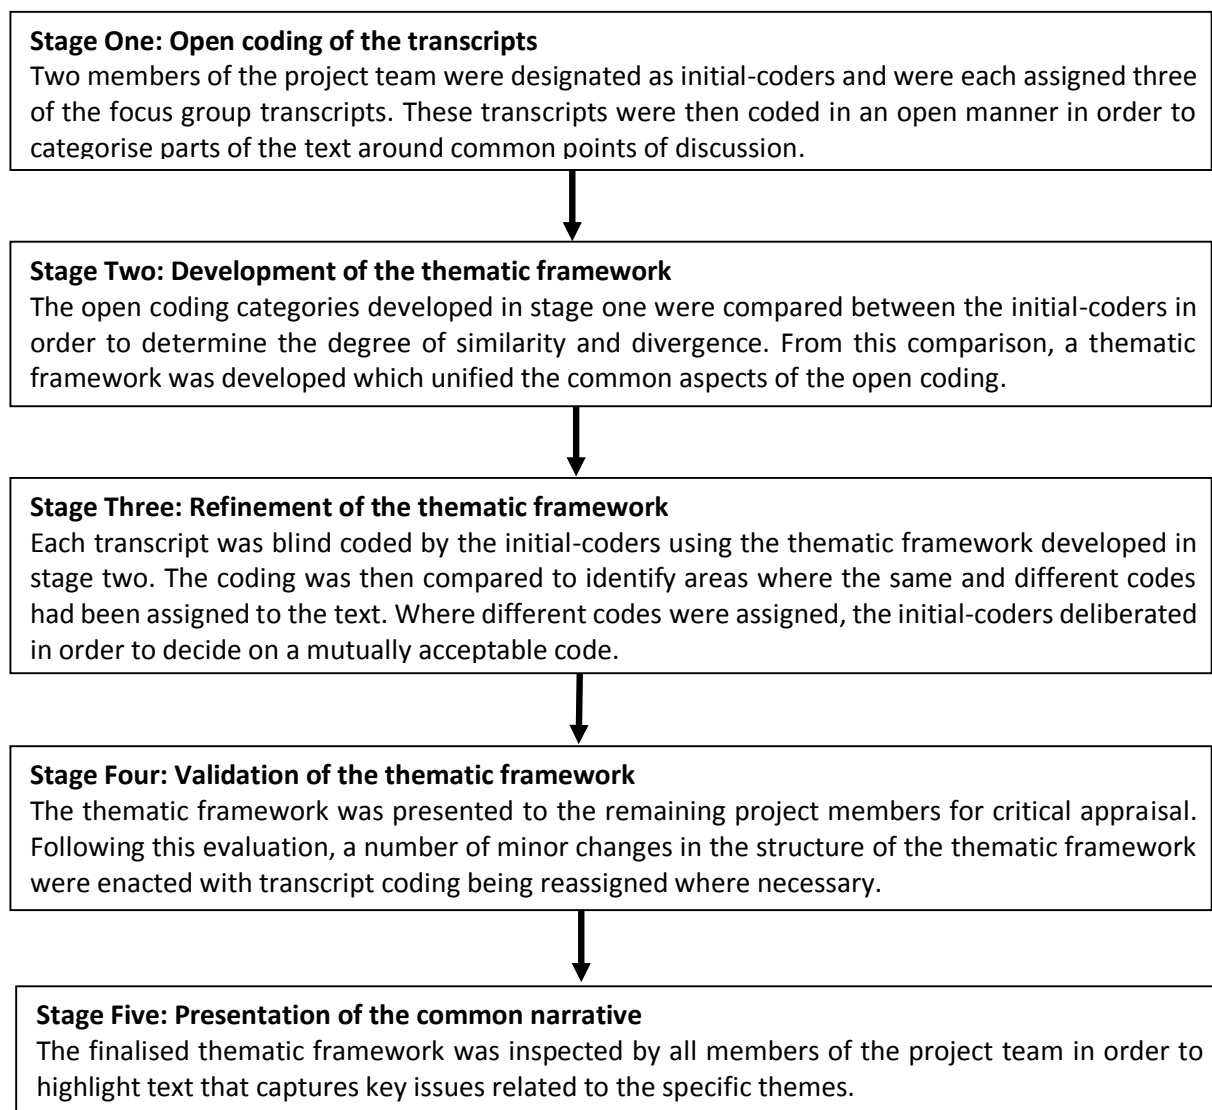 Stage One: Open coding of the transcripts
Two members of the project team were designated as initial-coders and were each assigned three
of the focus group transcripts. These transcripts were then coded in an open manner in order to
categorise parts of the text around common points of discussion.
Stage Two: Development of the thematic framework
The open coding categories developed in stage one were compared between the initial-coders in
order to determine the degree of similarity and divergence. From this comparison, a thematic
framework was developed which unified the common aspects of the open coding.
Stage Three: Refinement of the thematic framework
Each transcript was blind coded by the initial-coders using the thematic framework developed in
stage two. The coding was then compared to identify areas where the same and different codes
had been assigned to the text. Where different codes were assigned, the initial-coders deliberated
in order to decide on a mutually acceptable code.
Stage Four: Validation of the thematic framework
The thematic framework was presented to the remaining project members for critical appraisal.
Following this evaluation, a number of minor changes in the structure of the thematic framework
were enacted with transcript coding being reassigned where necessary.
Stage Five: Presentation of the common narrative
The finalised thematic framework was inspected by all members of the project team in order to
highlight text that captures key issues related to the specific themes.